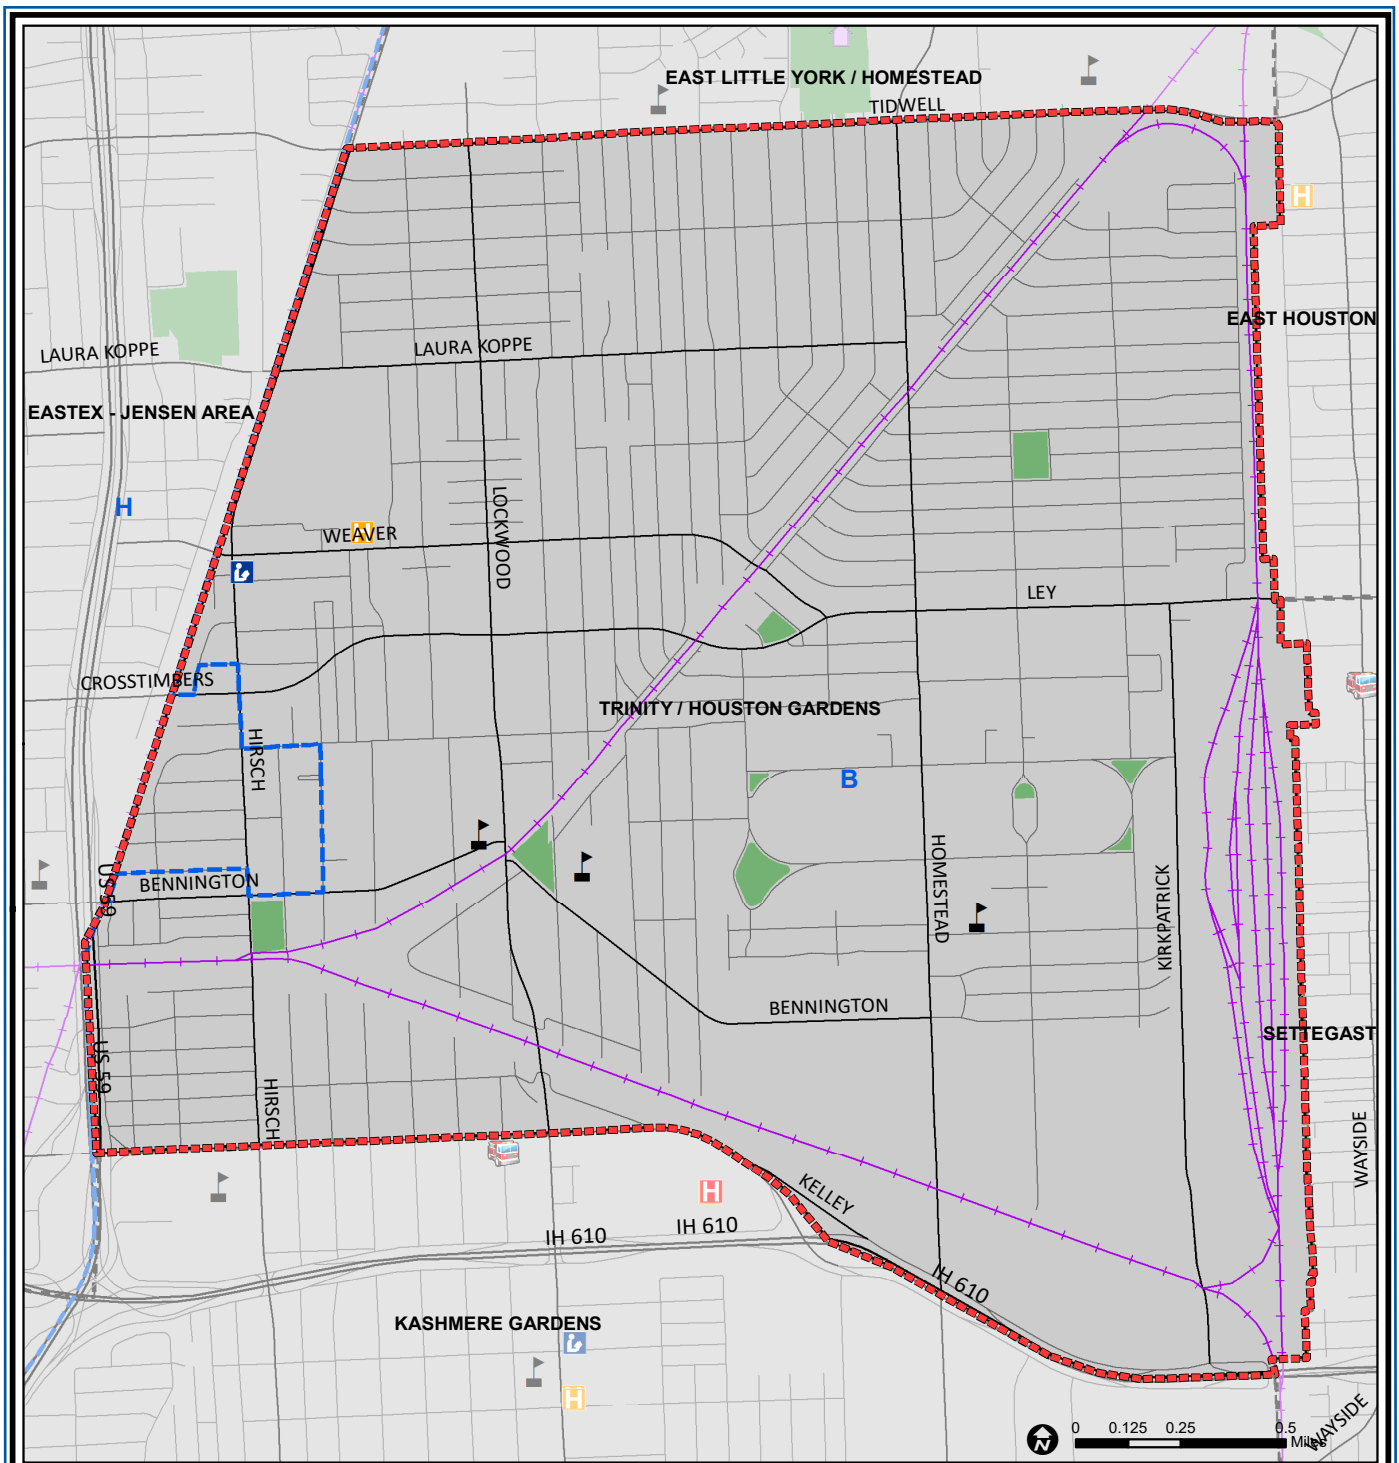 EAST LITTLE YORK / HOMESTEAD
TIDWELL
H
EAST HOUSTON
LAURA KOPPE
LAURA KOPPE
EASTEX - JENSEN AREA
H
LOCKWOOD
WEAVER
H
LEY
CROSSTIMBERS
TRINITY / HOUSTON GARDENS
HIRSCH
B
HOMESTEAD
US 59
BENNINGTON
KIRKPATRICK
BENNINGTON
SETTEGAST
US 59
HIRSCH
WAYSIDE
H
KELLEY
IH 610
IH 610
IH 610
KASHMERE GARDENS
H
N
0 0.125 0.25 0.5
Miles
WAYSIDE